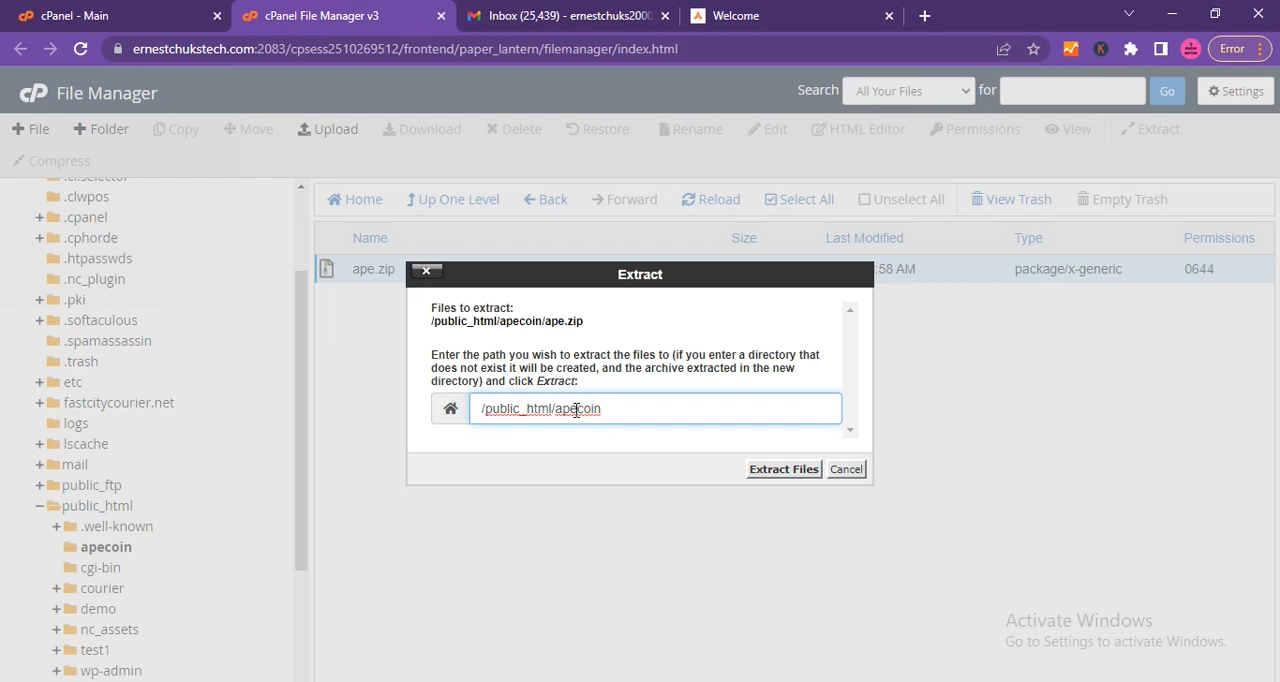 cPanel - Main
cPanel File Manager v3
Inbox (25,439) - ernestchuks2000
Welcome
ernestchukstech.com:2083/cpsess2510269512/frontend/paper_lantern/filemanager/index.html
Error
cP File Manager
Search All Your Files for Go Settings
File Folder Copy Move Upload Download Delete Restore Rename Edit HTML Editor Permissions View Extract
Compress
.cl.selector
.clwpos
.cpanel
.cphorde
.htpasswds
.nc_plugin
.pki
.softaculous
.spamassassin
.trash
etc
fastcitycourier.net
logs
lscache
mail
public_ftp
public_html
.well-known
apecoin
cgi-bin
courier
demo
nc_assets
test1
wp-admin
Home Up One Level Back Forward Reload Select All Unselect All View Trash Empty Trash
Name Size Last Modified Type Permissions
ape.zip :58 AM package/x-generic 0644
Extract
Files to extract:
/public_html/apecoin/ape.zip
Enter the path you wish to extract the files to (if you enter a directory that
does not exist it will be created, and the archive extracted in the new
directory) and click Extract:
/public_html/apecoin
Extract Files Cancel
Activate Windows
Go to Settings to activate Windows.